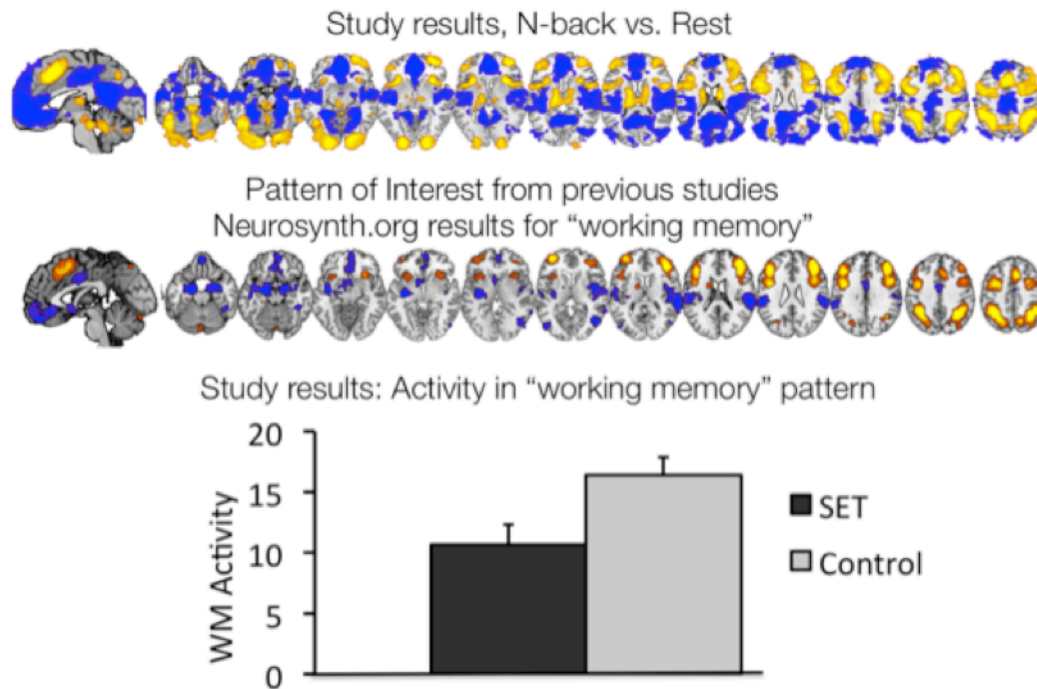 Study results, N-back vs. Rest
Pattern of Interest from previous studies
Neurosynth.org results for “working memory”
Study results: Activity in “working memory” pattern
20
15
10
5
0
WM Activity
SET
Control